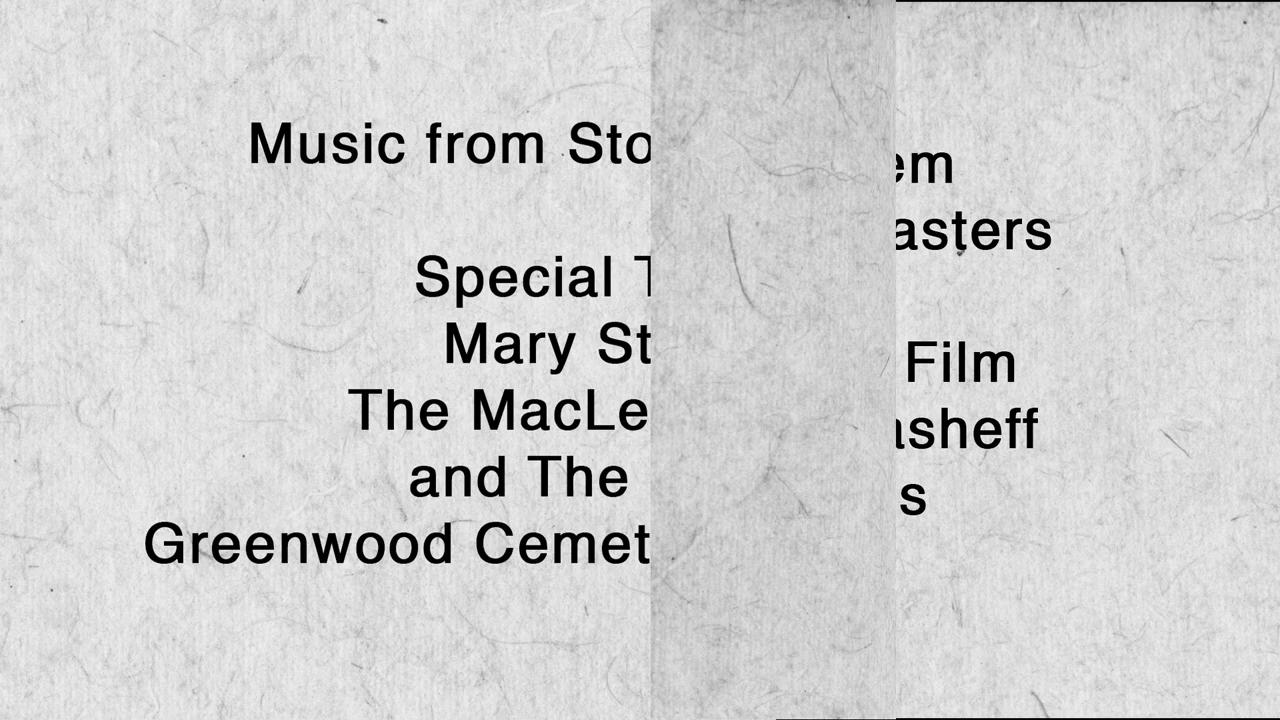 Music from Sto
Special T
Mary St
The MacLe
and The
Greenwood Cemet
em
asters
Film
asheff
s